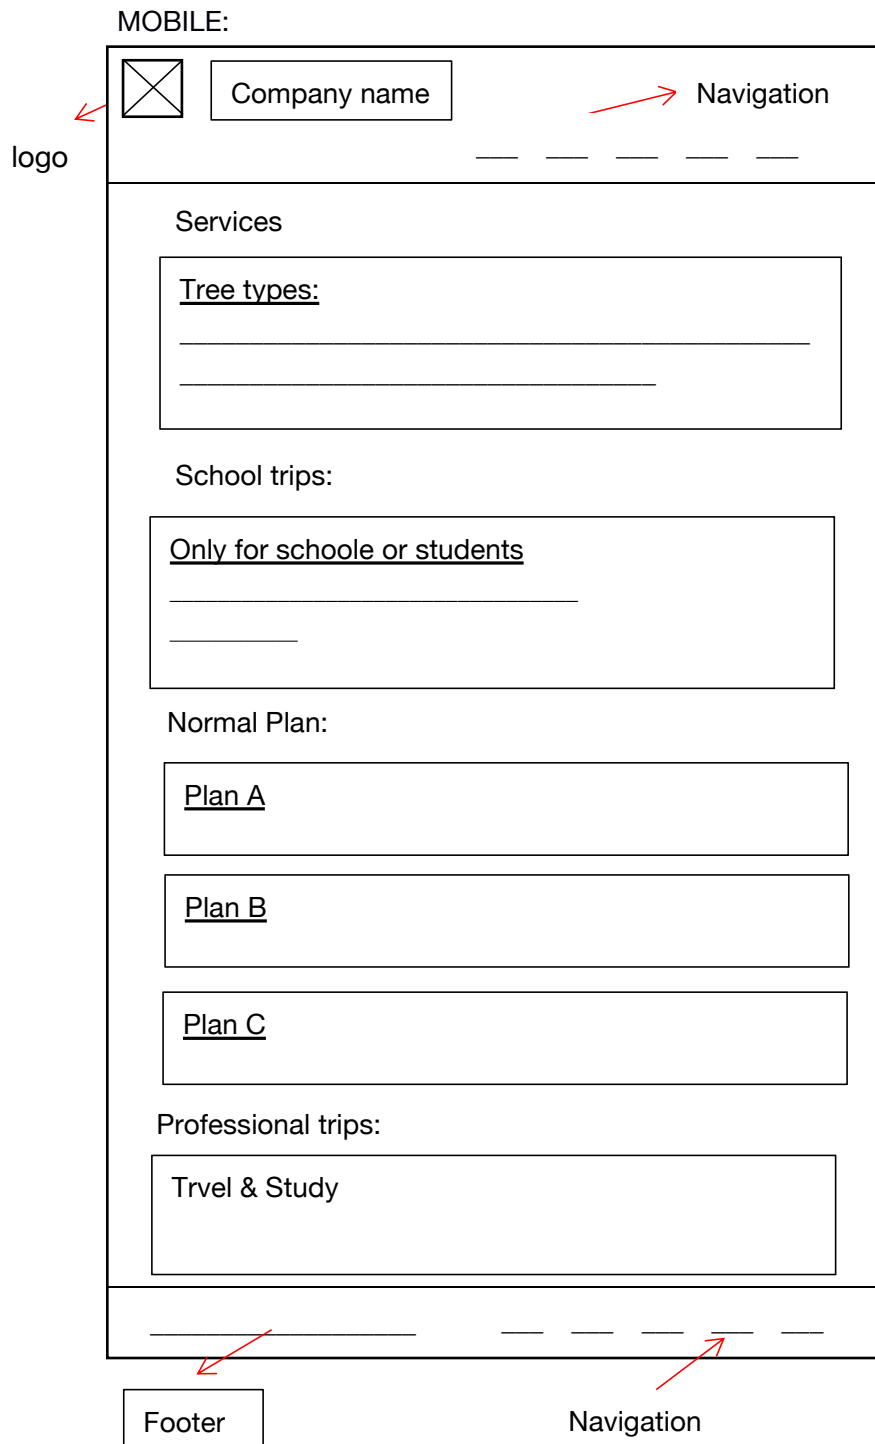 MOBILE:
Company name
Navigation
logo
Services
Tree types:
School trips:
Only for schoole or students
Normal Plan:
Plan A
Plan B
Plan C
Professional trips:
Trvel & Study
Footer
Navigation